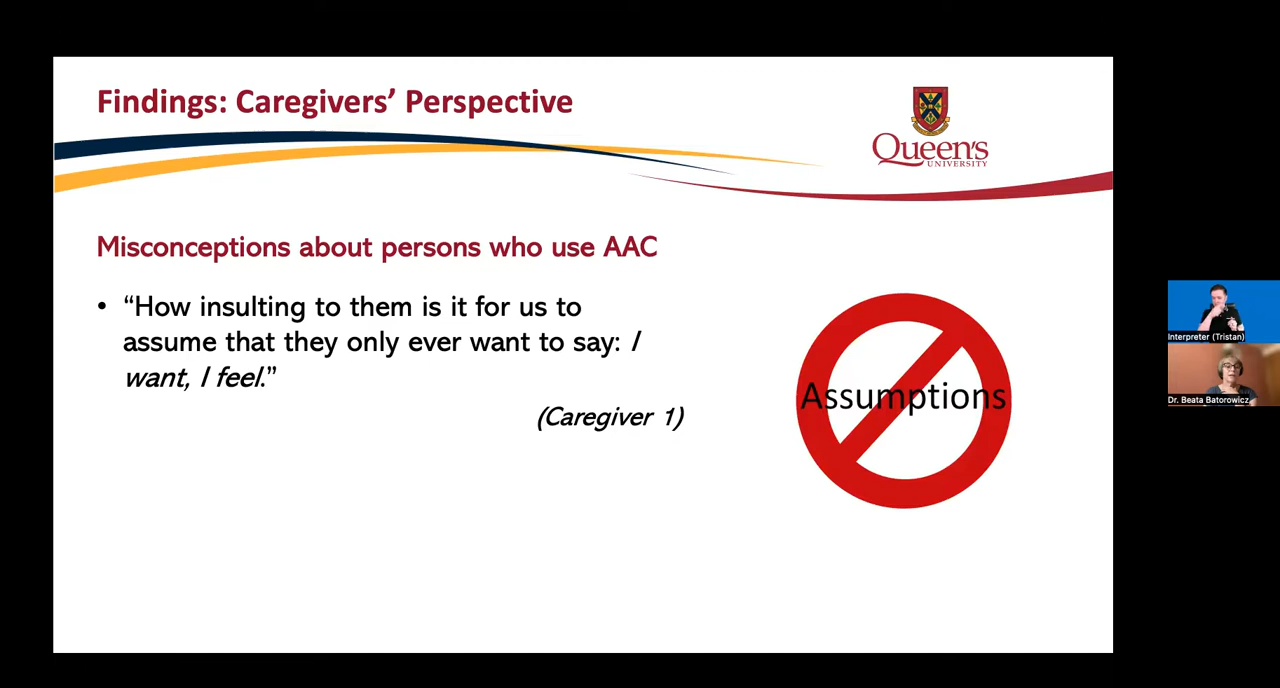 Findings: Caregivers’ Perspective
Queen's
UNIVERSITY
Misconceptions about persons who use AAC
• “How insulting to them is it for us to
assume that they only ever want to say: I
want, I feel.”
(Caregiver 1)
Assumptions
Interpreter (Tristan)
Dr. Beata Batorowicz